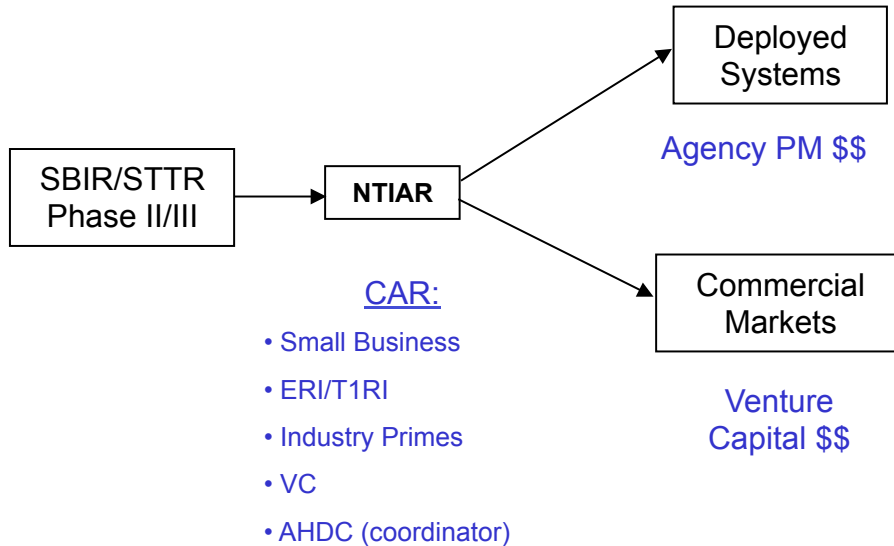 SBIR/STTR
Phase II/III
NTIAR
Deployed
Systems
Agency PM $$
Commercial
Markets
Venture
Capital $$
CAR:
• Small Business
• ERI/T1RI
• Industry Primes
• VC
• AHDC (coordinator)